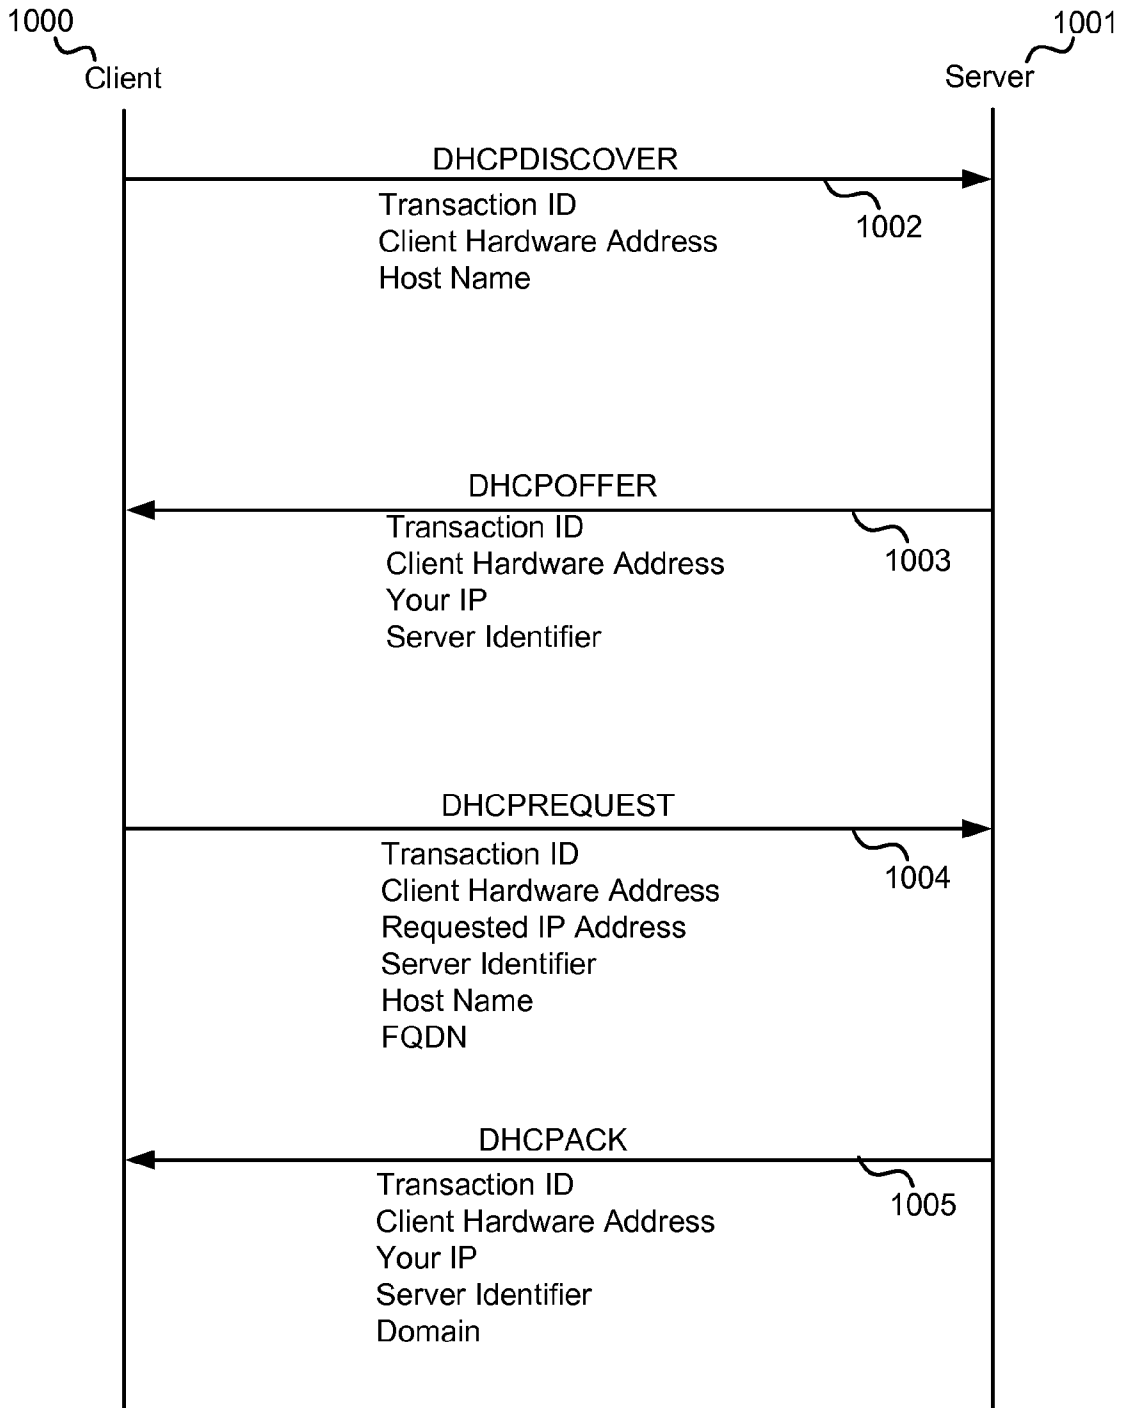 1000
1001
Client
Server
DHCPDISCOVER
Transaction ID
1002
Client Hardware Address
Host Name
DHCPOFFER
Transaction ID
1003
Client Hardware Address
Your IP
Server Identifier
DHCPREQUEST
Transaction ID
1004
Client Hardware Address
Requested IP Address
Server Identifier
Host Name
FQDN
DHCPACK
Transaction ID
1005
Client Hardware Address
Your IP
Server Identifier
Domain